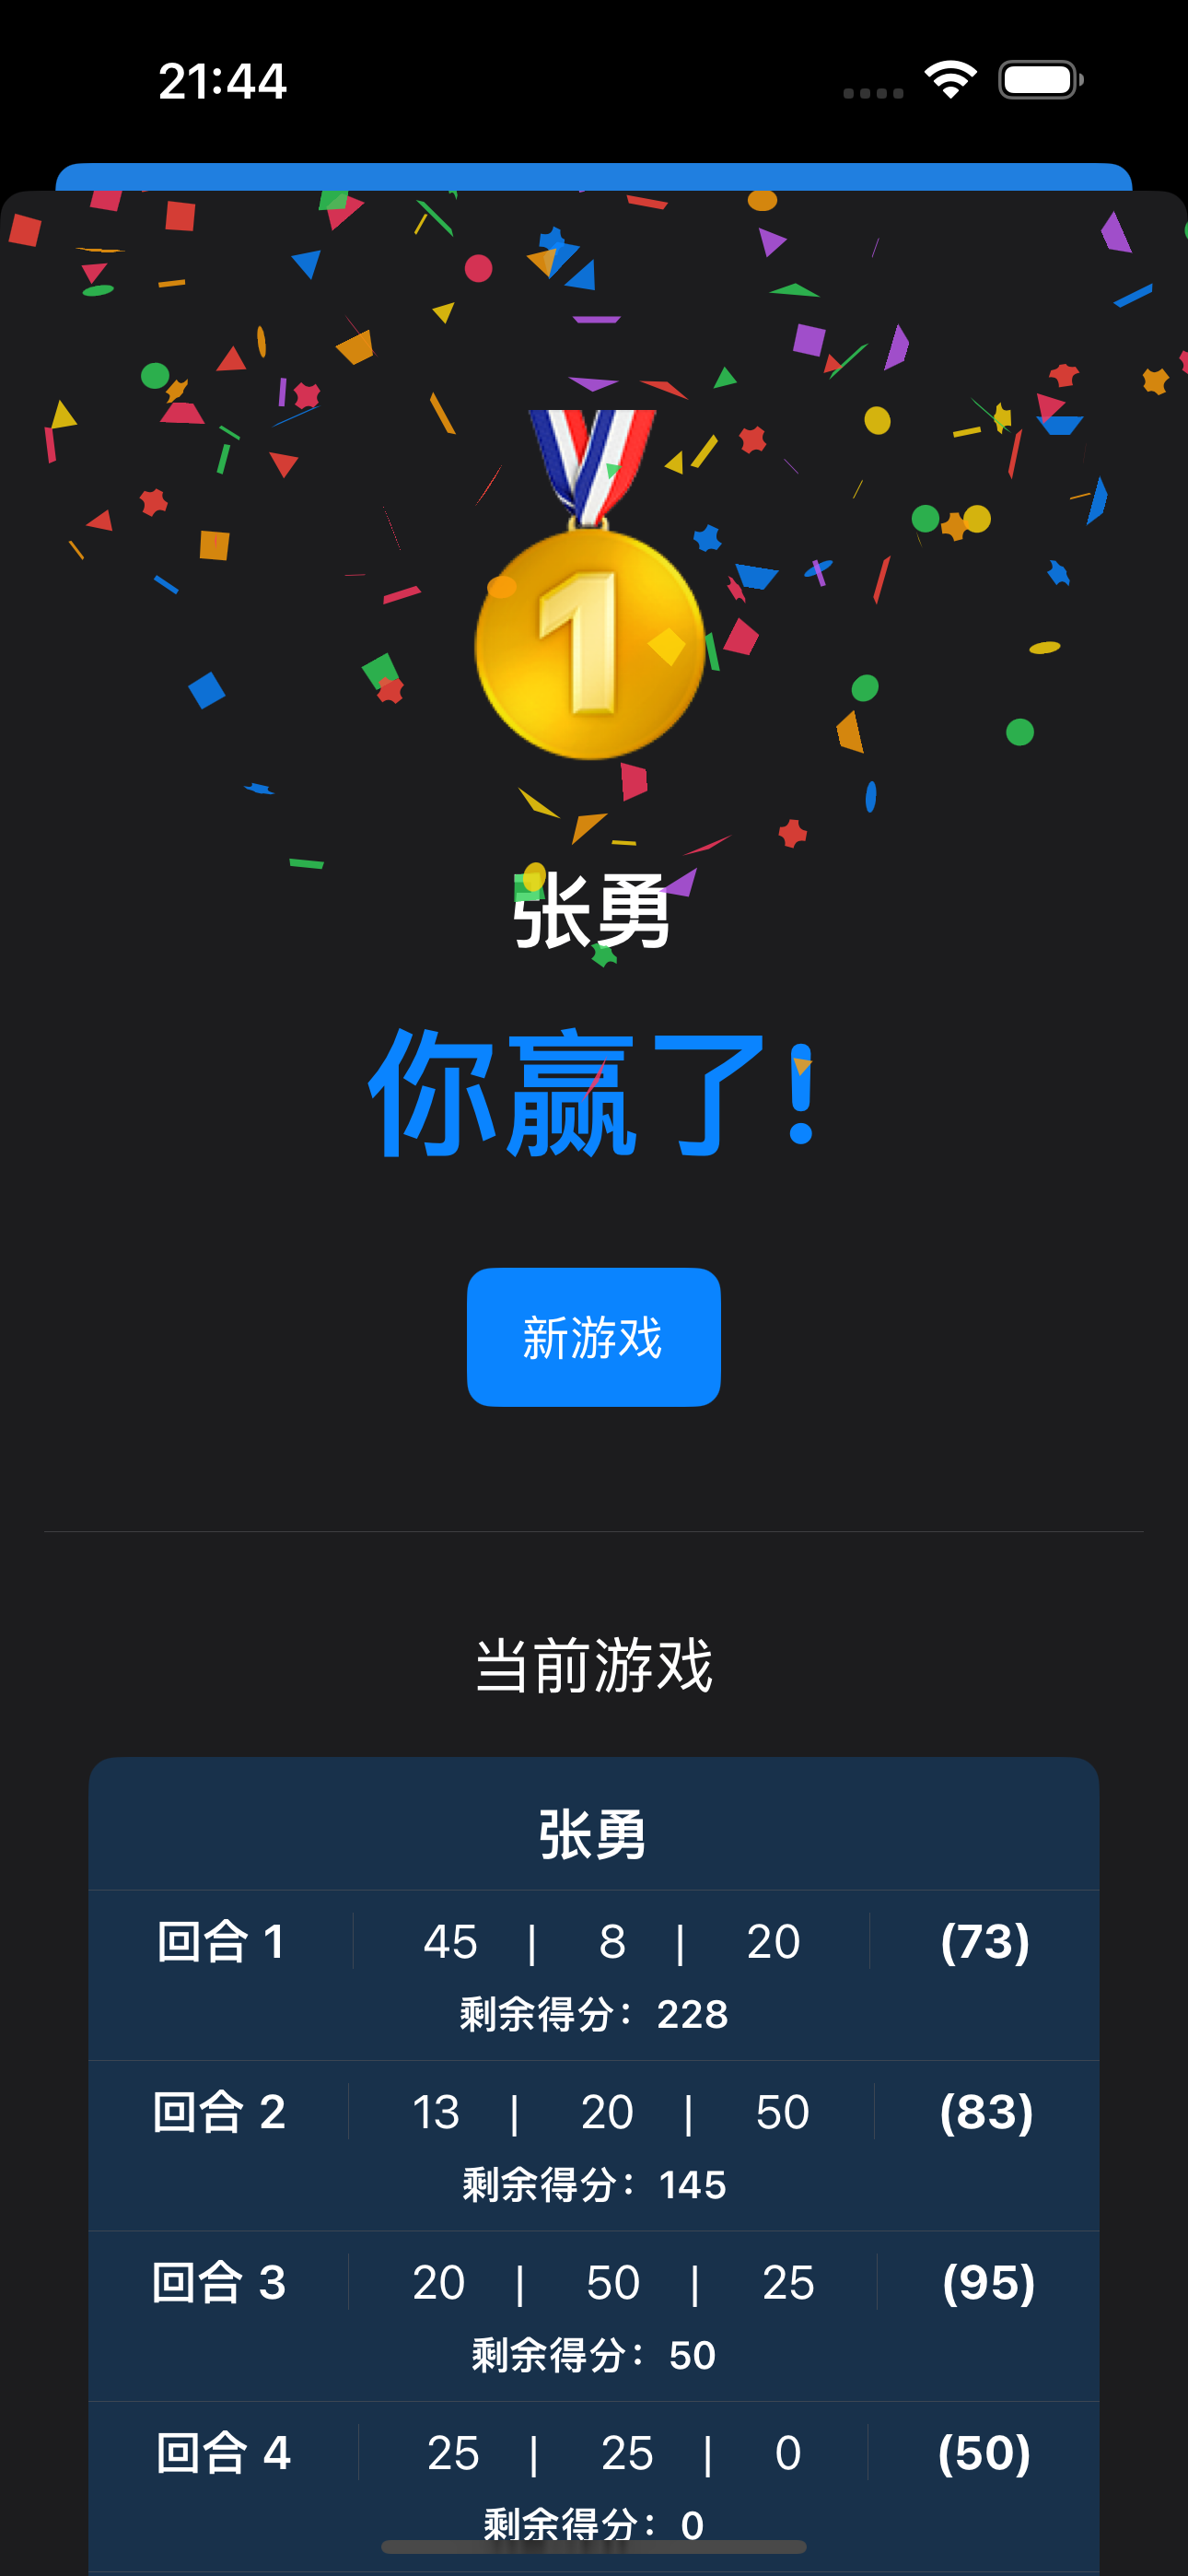 21:44
1
张勇
你赢了!
新游戏
当前游戏
张勇
回合 1 45 | 8 | 20 (73)
剩余得分：228
回合 2 13 | 20 | 50 (83)
剩余得分：145
回合 3 20 | 50 | 25 (95)
剩余得分：50
回合 4 25 | 25 | 0 (50)
剩余得分：0